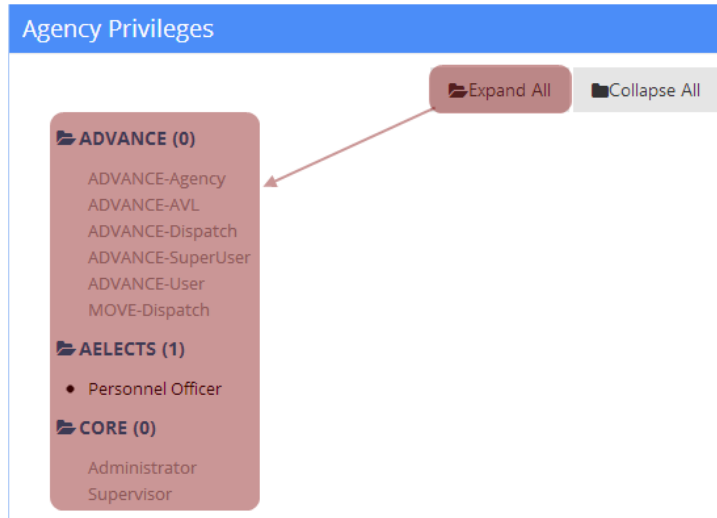 Agency Privileges
Expand All
Collapse All
ADVANCE (0)
ADVANCE-Agency
ADVANCE-AVL
ADVANCE-Dispatch
ADVANCE-SuperUser
ADVANCE-User
MOVE-Dispatch
AELECTS (1)
Personnel Officer
CORE (0)
Administrator
Supervisor